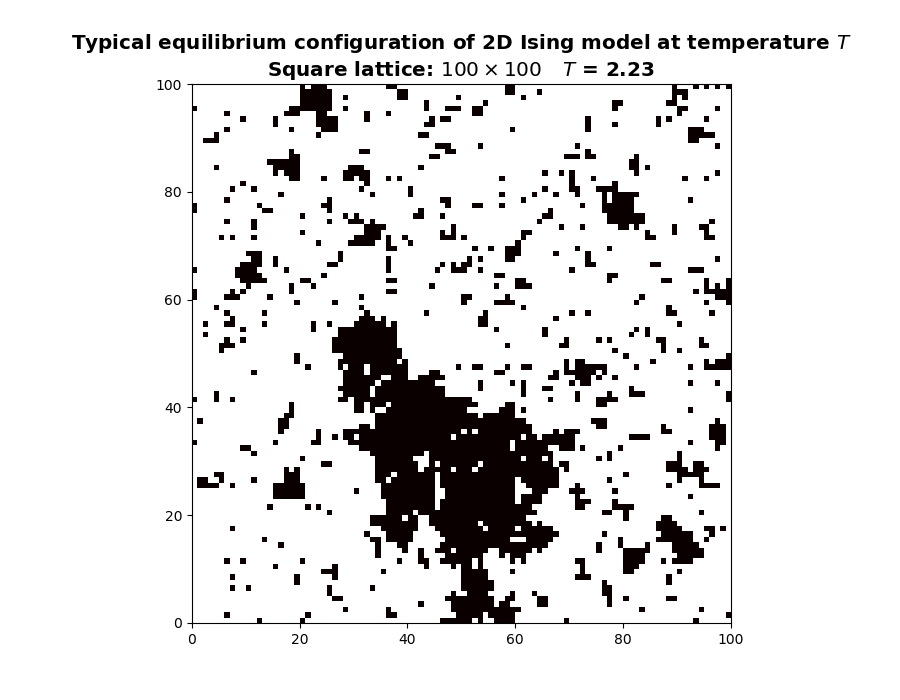 Typical equilibrium configuration of 2D Ising model at temperature T
Square lattice: 100 × 100 T = 2.23
100
80
60
40
20
0
0 20 40 60 80 100